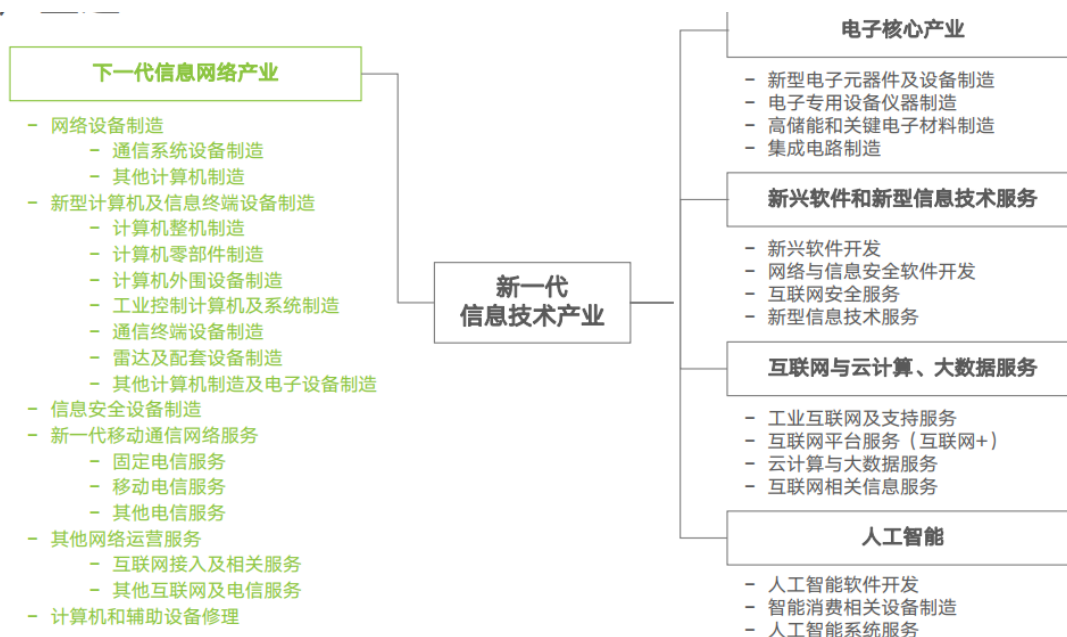 下一代信息网络产业
– 网络设备制造
– 通信系统设备制造
– 其他计算机制造
– 新型计算机及信息终端设备制造
– 计算机整机制造
– 计算机零部件制造
– 计算机外围设备制造
– 工业控制计算机及系统制造
– 通信终端设备制造
– 雷达及配套设备制造
– 其他计算机制造及电子设备制造
– 信息安全设备制造
– 新一代移动通信网络服务
– 固定电信服务
– 移动电信服务
– 其他电信服务
– 其他网络运营服务
– 互联网接入及相关服务
– 其他互联网及电信服务
– 计算机和辅助设备修理
新一代
信息技术产业
电子核心产业
– 新型电子元器件及设备制造
– 电子专用设备仪器制造
– 高储能和关键电子材料制造
– 集成电路制造
新兴软件和新型信息技术服务
– 新兴软件开发
– 网络与信息安全软件开发
– 互联网安全服务
– 新型信息技术服务
互联网与云计算、大数据服务
– 工业互联网及支持服务
– 互联网平台服务（互联网+）
– 云计算与大数据服务
– 互联网相关信息服务
人工智能
– 人工智能软件开发
– 智能消费相关设备制造
– 人工智能系统服务